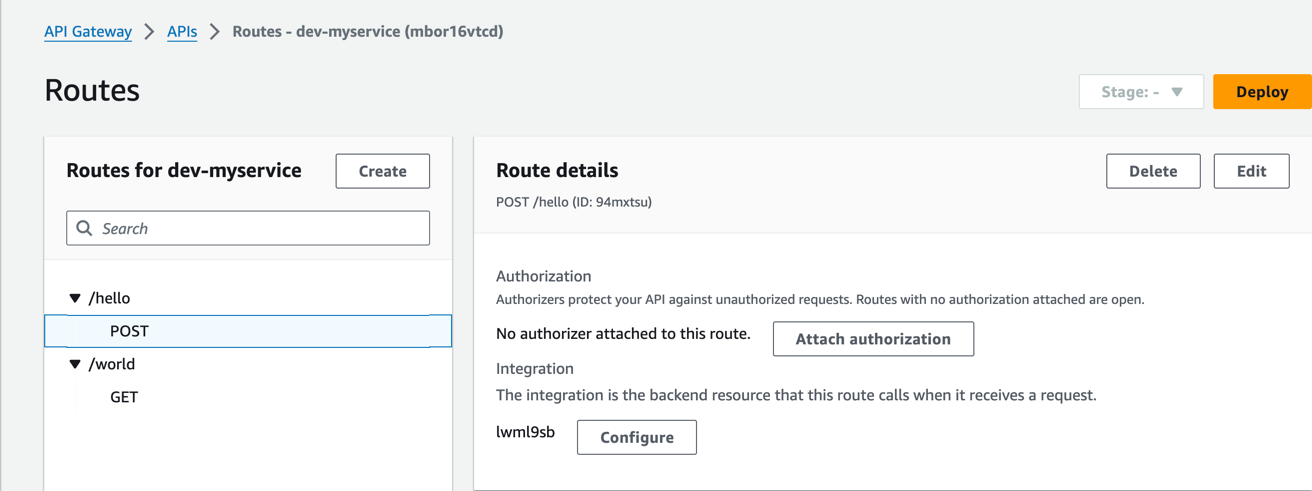 API Gateway > APIs > Routes - dev-myservice (mbor16vtcd)
Routes
Stage: - ▼
Deploy
Routes for dev-myservice
Create
Search
▼ /hello
POST
▼ /world
GET
Route details
Delete
Edit
POST /hello (ID: 94mxtsu)
Authorization
Authorizers protect your API against unauthorized requests. Routes with no authorization attached are open.
No authorizer attached to this route.
Attach authorization
Integration
The integration is the backend resource that this route calls when it receives a request.
lwml9sb
Configure